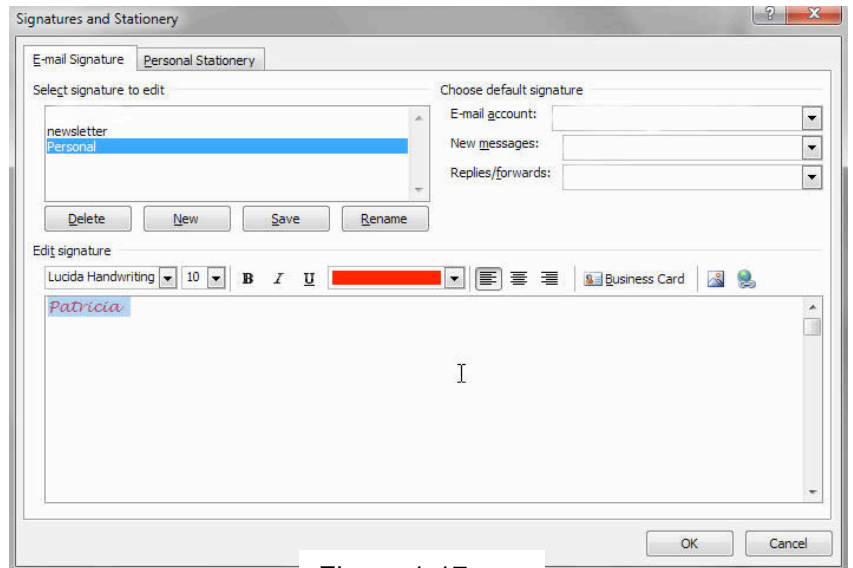 Signatures and Stationery
E-mail Signature Personal Stationery
Select signature to edit
newsletter
Personal
Delete New Save Rename
Choose default signature
E-mail account:
New messages:
Replies/forwards:
Edit signature
Lucida Handwriting 10 B I U Business Card
Patricia
OK Cancel